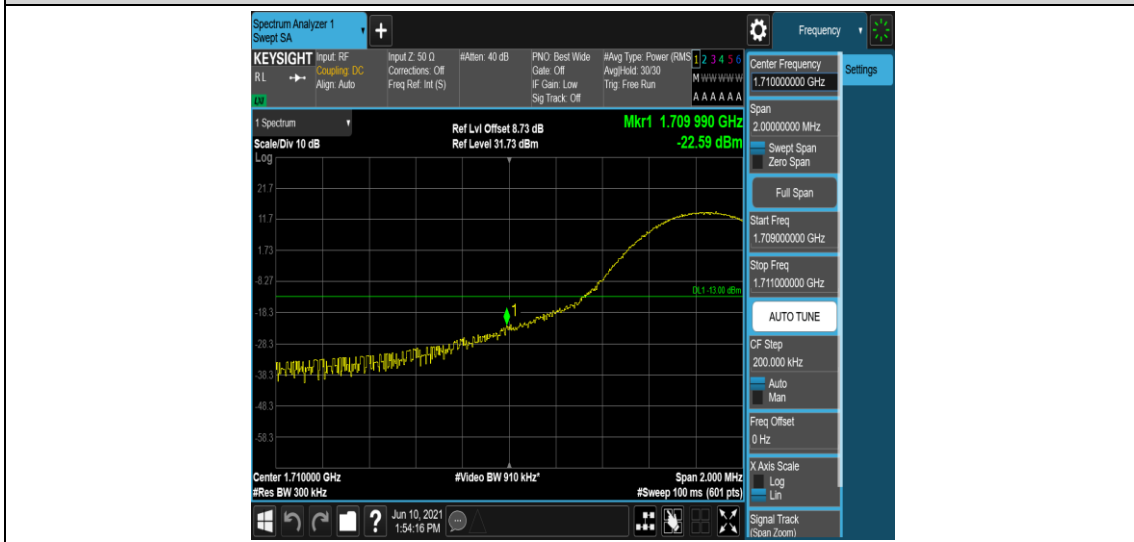 Spectrum Analyzer 1
Swept SA
Frequency
KEYSIGHT
RL
Input: RF
Coupling: DC
Align: Auto
Input Z: 50 Ω
Corrections: Off
Freq Ref: Int (S)
#Atten: 40 dB
PNO: Best Wide
Gate: Off
IF Gain: Low
Sig Track: Off
#Avg Type: Power (RMS
Avg|Hold: 30/30
Trig: Free Run
1 2 3 4 5 6
M W W W W W
A A A A A A
Center Frequency
1.710000000 GHz
Settings
Span
2.00000000 MHz
Swept Span
Zero Span
Full Span
Start Freq
1.709000000 GHz
Stop Freq
1.711000000 GHz
AUTO TUNE
CF Step
200.000 kHz
Auto
Man
Freq Offset
0 Hz
X Axis Scale
Log
Lin
Signal Track
(Span Zoom)
1 Spectrum
Scale/Div 10 dB
Log
Ref Lvl Offset 8.73 dB
Ref Level 31.73 dBm
Mkr1 1.709 990 GHz
-22.59 dBm
21.7
11.7
1.73
-8.27
DL1 -13.00 dBm
-18.3
1
-28.3
-38.3
-48.3
-58.3
Center 1.710000 GHz
#Res BW 300 kHz
#Video BW 910 kHz*
Span 2.000 MHz
#Sweep 100 ms (601 pts)
Jun 10, 2021
1:54:16 PM